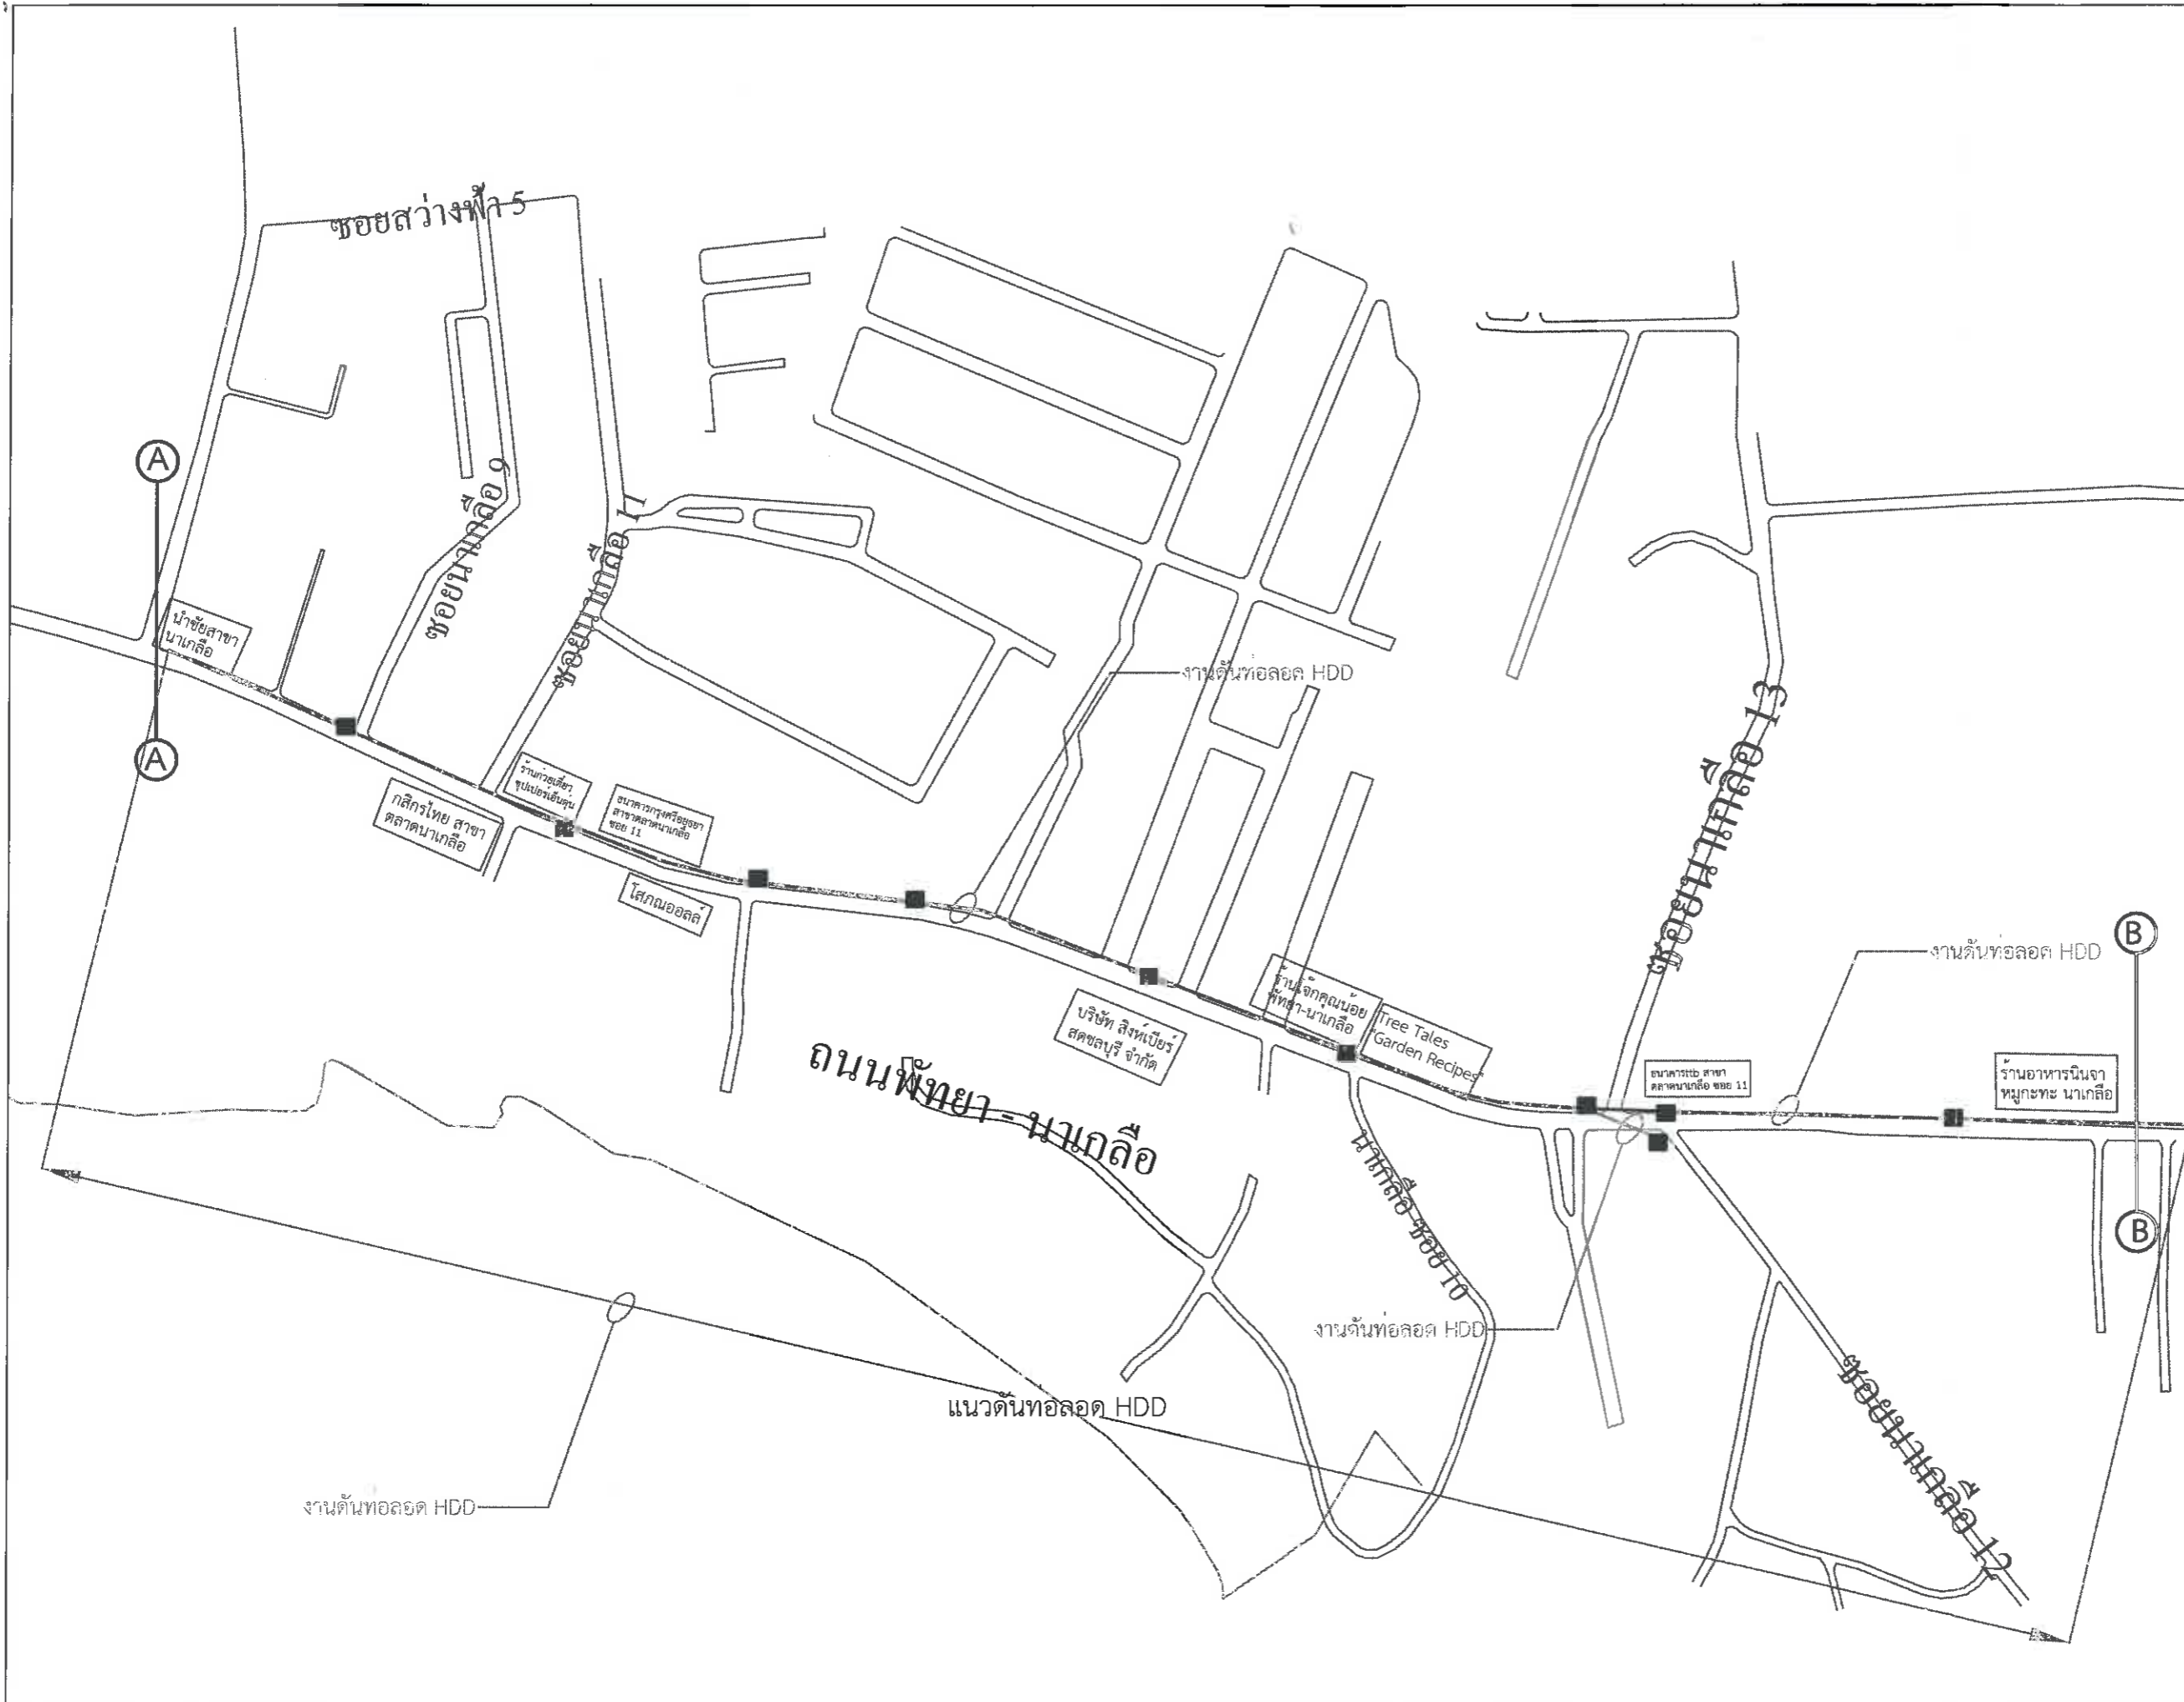 ซอยสว่างฟ้า 5
A
ซอยนาเกลือ 9
ซอยนาเกลือ 11
นำชัยสาขา
นาเกลือ
งานดันท่อลอด HDD
ซอยนาเกลือ 13
A
กสิกรไทย สาขา
ตลาดนาเกลือ
ร้านก๋วยเตี๋ยว
ซุปเปอร์เอ็นตุ๋น
ธนาคารกรุงศรีอยุธยา
สาขาตลาดนาเกลือ
ซอย 11
โสภณออลล์
B
งานดันท่อลอด HDD
ร้านโจ๊กคุณน้อย
พัทยา-นาเกลือ
Tree Tales
"Garden Recipes"
บริษัท สิงห์เบียร์
สดชลบุรี จำกัด
ถนนพัทยา - นาเกลือ
ธนาคารttb สาขา
ตลาดนาเกลือ ซอย 11
ร้านอาหารนินจา
หมูกะทะ นาเกลือ
นาเกลือ ซอย 10
B
งานดันท่อลอด HDD
แนวดันท่อลอด HDD
ซอยนาเกลือ 12
งานดันท่อลอด HDD